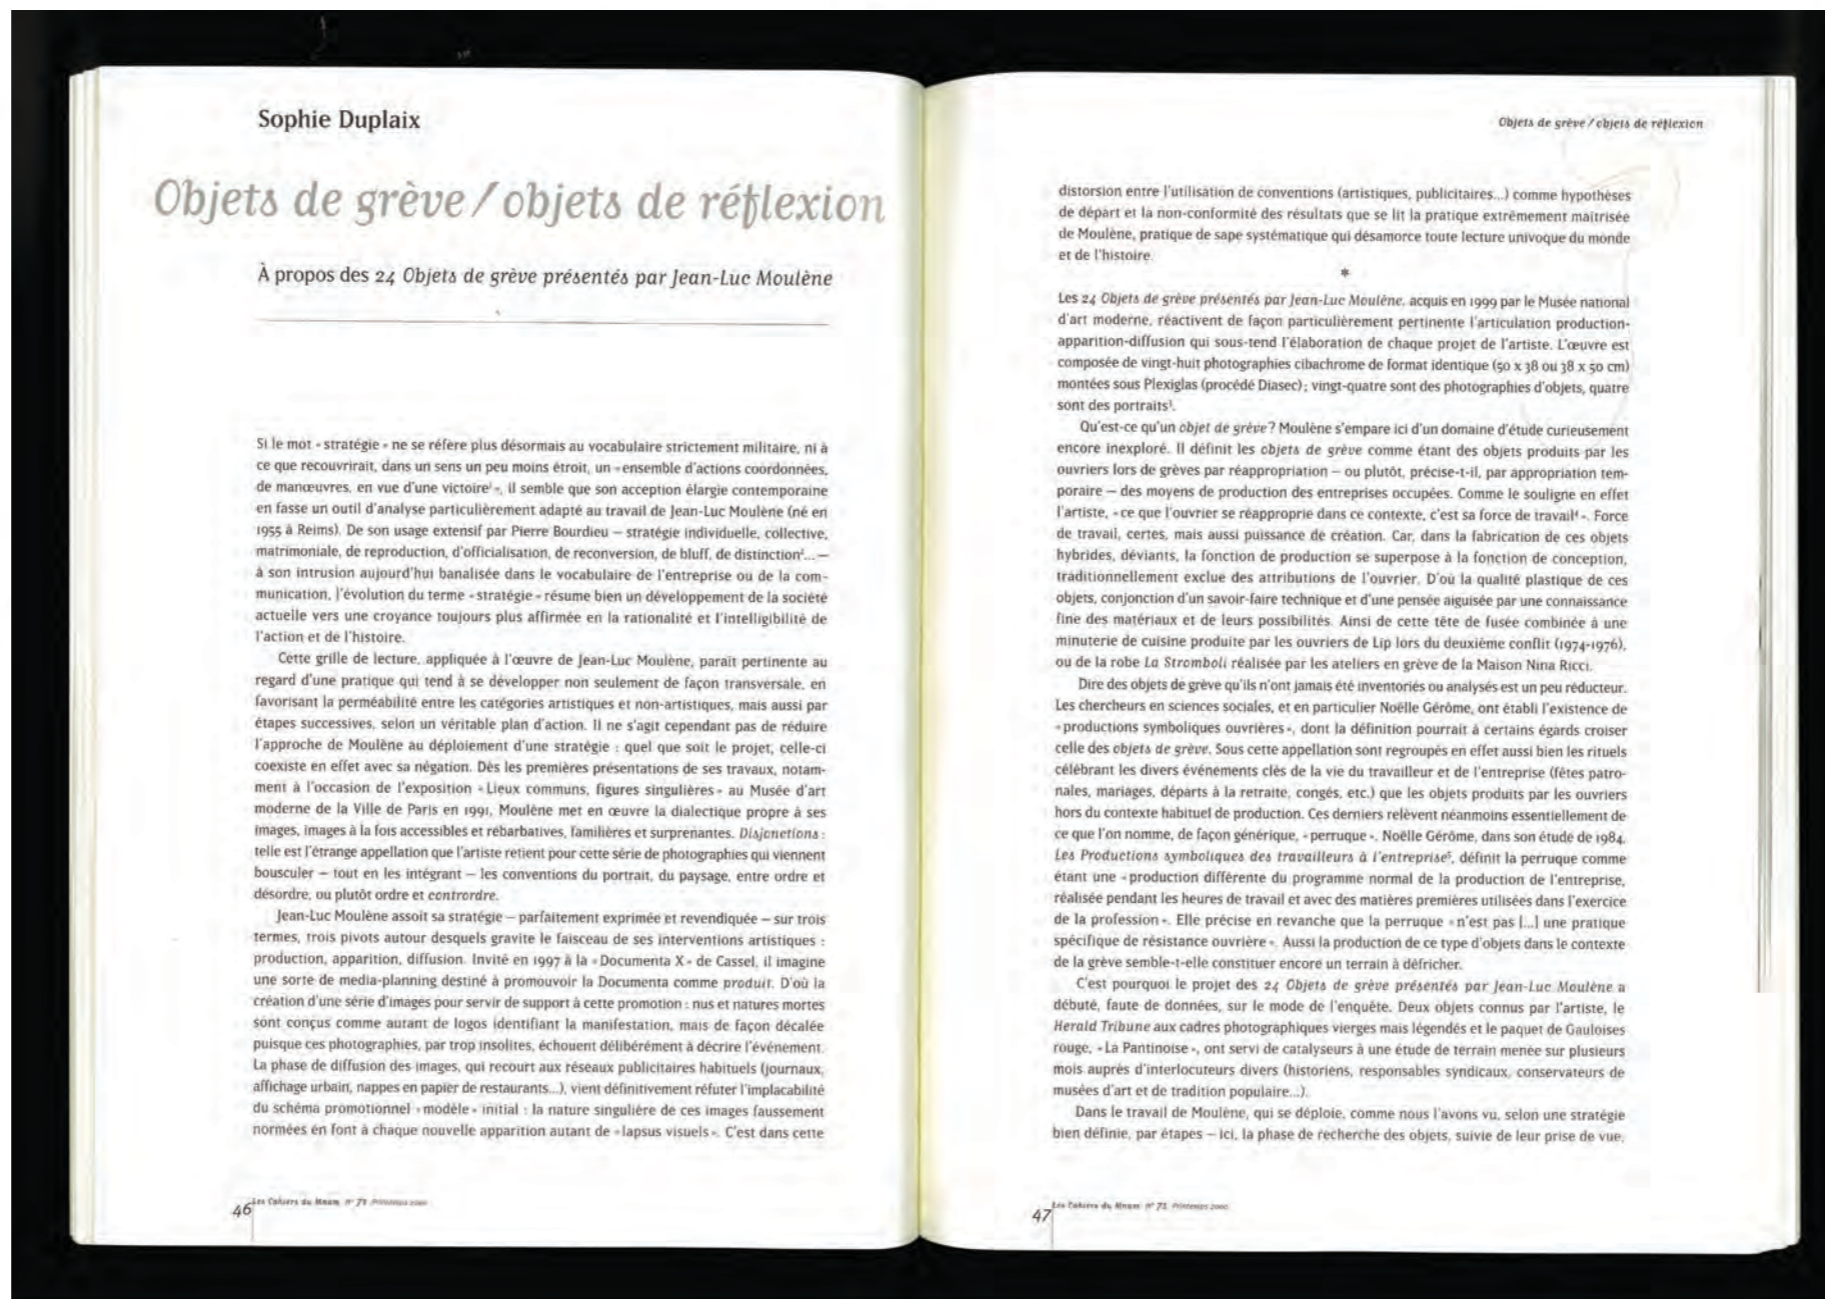 Sophie Duplaix
Objets de grève / objets de réflexion
À propos des 24 Objets de grève présentés par Jean-Luc Moulène
Si le mot « stratégie » ne se réfère plus désormais au vocabulaire strictement militaire, ni à
ce que recouvrirait, dans un sens un peu moins étroit, un « ensemble d'actions coordonnées,
de manœuvres, en vue d'une victoire¹ », il semble que son acception élargie contemporaine
en fasse un outil d'analyse particulièrement adapté au travail de Jean-Luc Moulène (né en
1955 à Reims). De son usage extensif par Pierre Bourdieu – stratégie individuelle, collective,
matrimoniale, de reproduction, d'officialisation, de reconversion, de bluff, de distinction²... –
à son intrusion aujourd'hui banalisée dans le vocabulaire de l'entreprise ou de la com-
munication, l'évolution du terme « stratégie » résume bien un développement de la société
actuelle vers une croyance toujours plus affirmée en la rationalité et l'intelligibilité de
l'action et de l'histoire.
Cette grille de lecture, appliquée à l'œuvre de Jean-Luc Moulène, paraît pertinente au
regard d'une pratique qui tend à se développer non seulement de façon transversale, en
favorisant la perméabilité entre les catégories artistiques et non-artistiques, mais aussi par
étapes successives, selon un véritable plan d'action. Il ne s'agit cependant pas de réduire
l'approche de Moulène au déploiement d'une stratégie : quel que soit le projet, celle-ci
coexiste en effet avec sa négation. Dès les premières présentations de ses travaux, notam-
ment à l'occasion de l'exposition « Lieux communs, figures singulières » au Musée d'art
moderne de la Ville de Paris en 1991, Moulène met en œuvre la dialectique propre à ses
images, images à la fois accessibles et rébarbatives, familières et surprenantes. Disjonctions :
telle est l'étrange appellation que l'artiste retient pour cette série de photographies qui viennent
bousculer – tout en les intégrant – les conventions du portrait, du paysage, entre ordre et
désordre, ou plutôt ordre et contrordre.
Jean-Luc Moulène assoit sa stratégie – parfaitement exprimée et revendiquée – sur trois
termes, trois pivots autour desquels gravite le faisceau de ses interventions artistiques :
production, apparition, diffusion. Invité en 1997 à la « Documenta X » de Cassel, il imagine
une sorte de media-planning destiné à promouvoir la Documenta comme produit. D'où la
création d'une série d'images pour servir de support à cette promotion : nus et natures mortes
sont conçus comme autant de logos identifiant la manifestation, mais de façon décalée
puisque ces photographies, par trop insolites, échouent délibérément à décrire l'événement.
La phase de diffusion des images, qui recourt aux réseaux publicitaires habituels (journaux,
affichage urbain, nappes en papier de restaurants...), vient définitivement réfuter l'implacabilité
du schéma promotionnel « modèle » initial : la nature singulière de ces images faussement
normées en font à chaque nouvelle apparition autant de « lapsus visuels ». C'est dans cette
46
Les Cahiers du Mnam n° 71 Printemps 2000
Objets de grève / objets de réflexion
distorsion entre l'utilisation de conventions (artistiques, publicitaires...) comme hypothèses
de départ et la non-conformité des résultats que se lit la pratique extrêmement maîtrisée
de Moulène, pratique de sape systématique qui désamorce toute lecture univoque du monde
et de l'histoire.
*
Les 24 Objets de grève présentés par Jean-Luc Moulène, acquis en 1999 par le Musée national
d'art moderne, réactivent de façon particulièrement pertinente l'articulation production-
apparition-diffusion qui sous-tend l'élaboration de chaque projet de l'artiste. L'œuvre est
composée de vingt-huit photographies cibachrome de format identique (50 x 38 ou 38 x 50 cm)
montées sous Plexiglas (procédé Diasec) ; vingt-quatre sont des photographies d'objets, quatre
sont des portraits³.
Qu'est-ce qu'un objet de grève ? Moulène s'empare ici d'un domaine d'étude curieusement
encore inexploré. Il définit les objets de grève comme étant des objets produits par les
ouvriers lors de grèves par réappropriation – ou plutôt, précise-t-il, par appropriation tem-
poraire – des moyens de production des entreprises occupées. Comme le souligne en effet
l'artiste, « ce que l'ouvrier se réapproprie dans ce contexte, c'est sa force de travail⁴ ». Force
de travail, certes, mais aussi puissance de création. Car, dans la fabrication de ces objets
hybrides, déviants, la fonction de production se superpose à la fonction de conception,
traditionnellement exclue des attributions de l'ouvrier. D'où la qualité plastique de ces
objets, conjonction d'un savoir-faire technique et d'une pensée aiguisée par une connaissance
fine des matériaux et de leurs possibilités. Ainsi de cette tête de fusée combinée à une
minuterie de cuisine produite par les ouvriers de Lip lors du deuxième conflit (1974-1976),
ou de la robe La Stromboli réalisée par les ateliers en grève de la Maison Nina Ricci.
Dire des objets de grève qu'ils n'ont jamais été inventoriés ou analysés est un peu réducteur.
Les chercheurs en sciences sociales, et en particulier Noëlle Gérôme, ont établi l'existence de
« productions symboliques ouvrières », dont la définition pourrait à certains égards croiser
celle des objets de grève. Sous cette appellation sont regroupés en effet aussi bien les rituels
célébrant les divers événements clés de la vie du travailleur et de l'entreprise (fêtes patro-
nales, mariages, départs à la retraite, congés, etc.) que les objets produits par les ouvriers
hors du contexte habituel de production. Ces derniers relèvent néanmoins essentiellement de
ce que l'on nomme, de façon générique, « perruque ». Noëlle Gérôme, dans son étude de 1984,
Les Productions symboliques des travailleurs à l'entreprise⁵, définit la perruque comme
étant une « production différente du programme normal de la production de l'entreprise,
réalisée pendant les heures de travail et avec des matières premières utilisées dans l'exercice
de la profession ». Elle précise en revanche que la perruque « n'est pas [...] une pratique
spécifique de résistance ouvrière ». Aussi la production de ce type d'objets dans le contexte
de la grève semble-t-elle constituer encore un terrain à défricher.
C'est pourquoi le projet des 24 Objets de grève présentés par Jean-Luc Moulène a
débuté, faute de données, sur le mode de l'enquête. Deux objets connus par l'artiste, le
Herald Tribune aux cadres photographiques vierges mais légendés et le paquet de Gauloises
rouge, « La Pantinoise », ont servi de catalyseurs à une étude de terrain menée sur plusieurs
mois auprès d'interlocuteurs divers (historiens, responsables syndicaux, conservateurs de
musées d'art et de tradition populaire...).
Dans le travail de Moulène, qui se déploie, comme nous l'avons vu, selon une stratégie
bien définie, par étapes – ici, la phase de recherche des objets, suivie de leur prise de vue,
47
Les Cahiers du Mnam n° 71 Printemps 2000